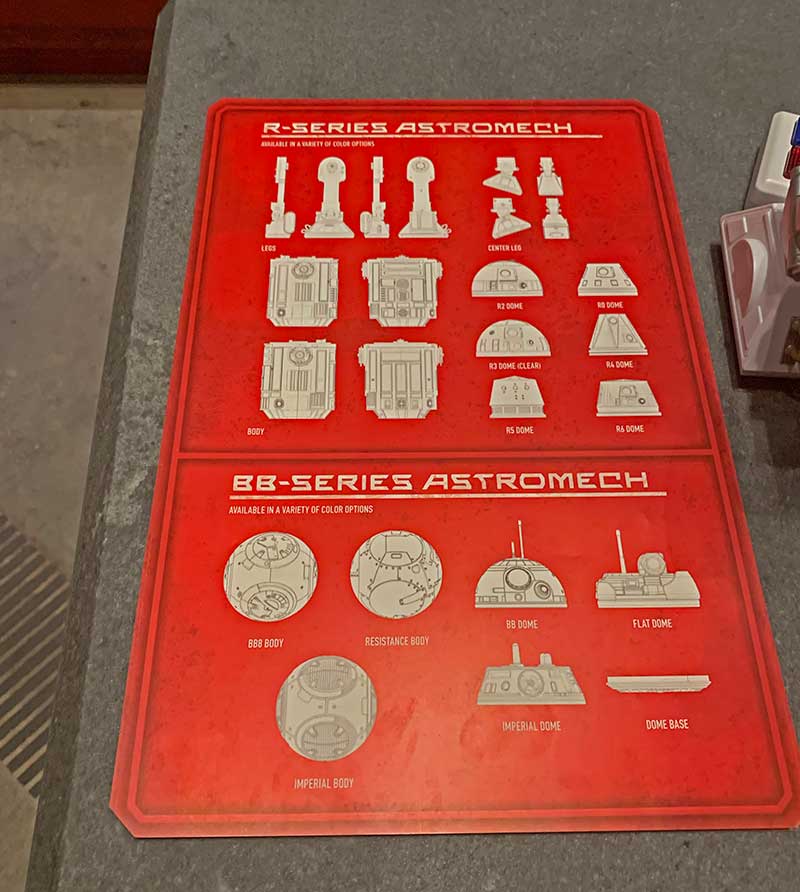 R-SERIES ASTROMECH
AVAILABLE IN A VARIETY OF COLOR OPTIONS
LEGS
CENTER LEG
R2 DOME
R0 DOME
R3 DOME (CLEAR)
R4 DOME
BODY
R5 DOME
R6 DOME
BB-SERIES ASTROMECH
AVAILABLE IN A VARIETY OF COLOR OPTIONS
BB8 BODY
RESISTANCE BODY
BB DOME
FLAT DOME
IMPERIAL BODY
IMPERIAL DOME
DOME BASE